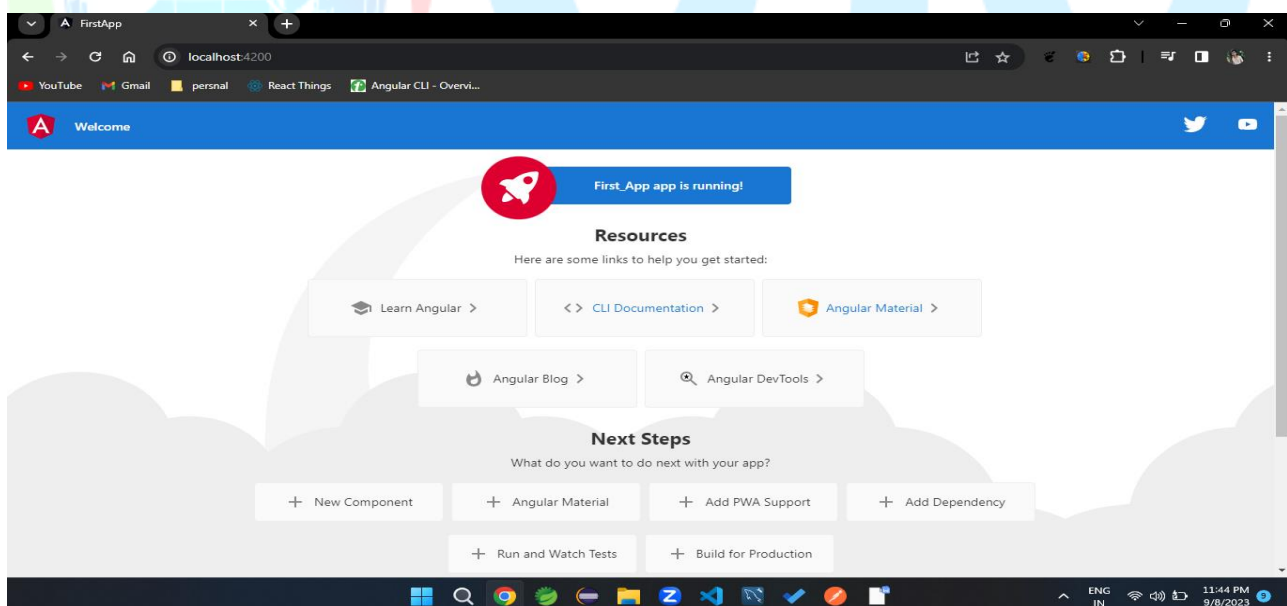 FirstApp
localhost:4200
YouTube Gmail persnal React Things Angular CLI - Overvi...
Welcome
First_App app is running!
Resources
Here are some links to help you get started:
Learn Angular CLI Documentation Angular Material
Angular Blog Angular DevTools
Next Steps
What do you want to do next with your app?
New Component Angular Material Add PWA Support Add Dependency
Run and Watch Tests Build for Production
ENG 11:44 PM
IN 9/8/2023 9